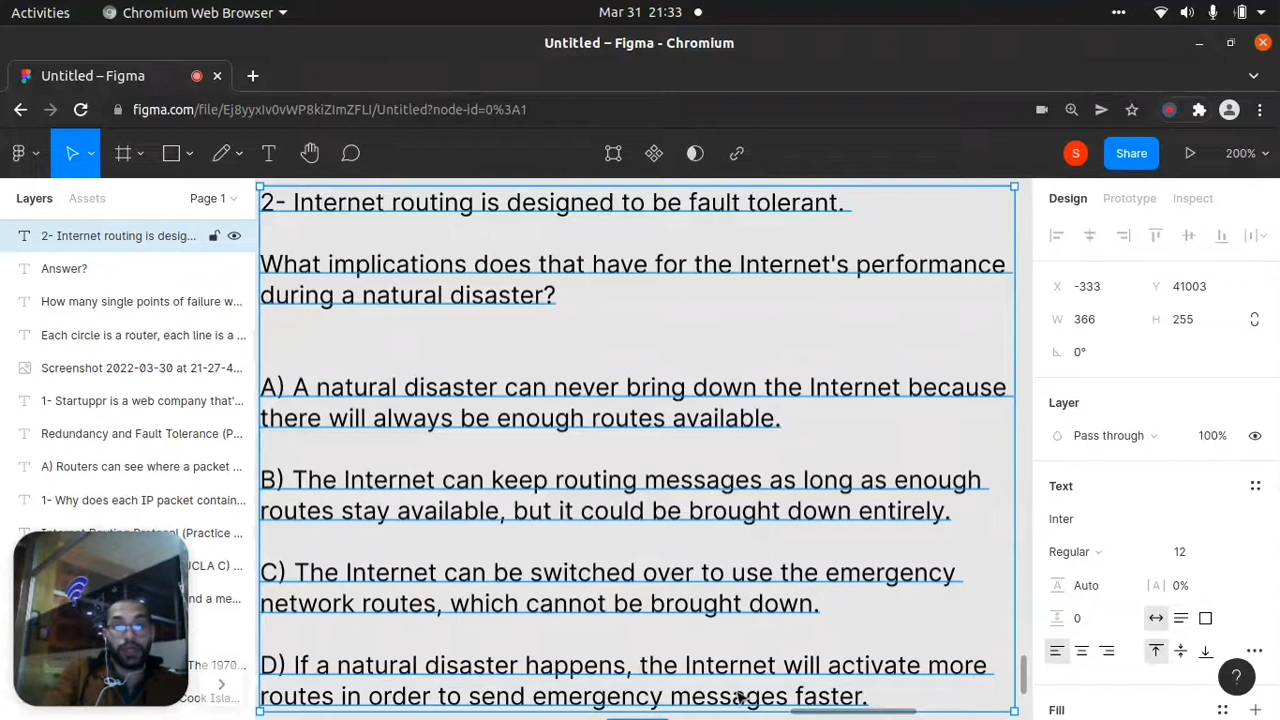 Activities
Chromium Web Browser
Mar 31 21:33
Untitled – Figma - Chromium
Untitled – Figma
figma.com/file/Ej8yyxIv0vWP8kiZImZFLI/Untitled?node-id=0%3A1
S
Share
200%
Layers
Assets
Page 1
2- Internet routing is desig...
Answer?
How many single points of failure w...
Each circle is a router, each line is a ...
Screenshot 2022-03-30 at 21-27-4...
1- Startuppr is a web company that'...
Redundancy and Fault Tolerance (P...
A) Routers can see where a packet ...
1- Why does each IP packet contain...
Internet Routing Protocol (Practice ...
UCLA C) ...
nd a me...
The 1970...
Cook Isla...
2- Internet routing is designed to be fault tolerant.
What implications does that have for the Internet's performance
during a natural disaster?
A) A natural disaster can never bring down the Internet because
there will always be enough routes available.
B) The Internet can keep routing messages as long as enough
routes stay available, but it could be brought down entirely.
C) The Internet can be switched over to use the emergency
network routes, which cannot be brought down.
D) If a natural disaster happens, the Internet will activate more
routes in order to send emergency messages faster.
Design
Prototype
Inspect
X -333
Y 41003
W 366
H 255
0°
Layer
Pass through
100%
Text
Inter
Regular
12
Auto
0%
0
?
Fill